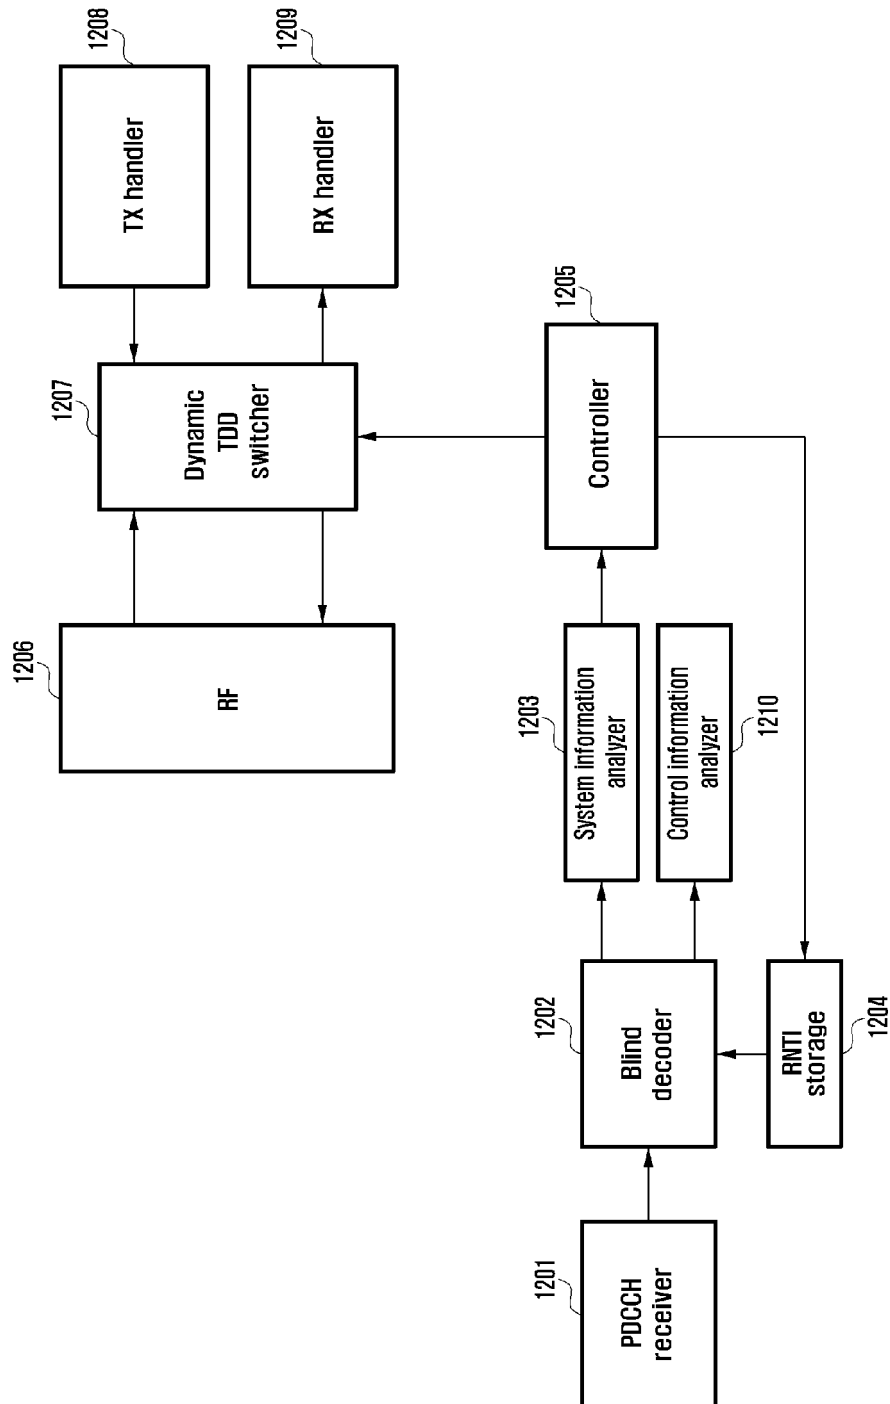 1206
RF
1207
Dynamic
TDD
switcher
1208
TX handler
1209
RX handler
1201
PDCCH
receiver
1202
Blind
decoder
1203
System information
analyzer
1210
Control information
analyzer
1205
Controller
RNTI
storage
1204